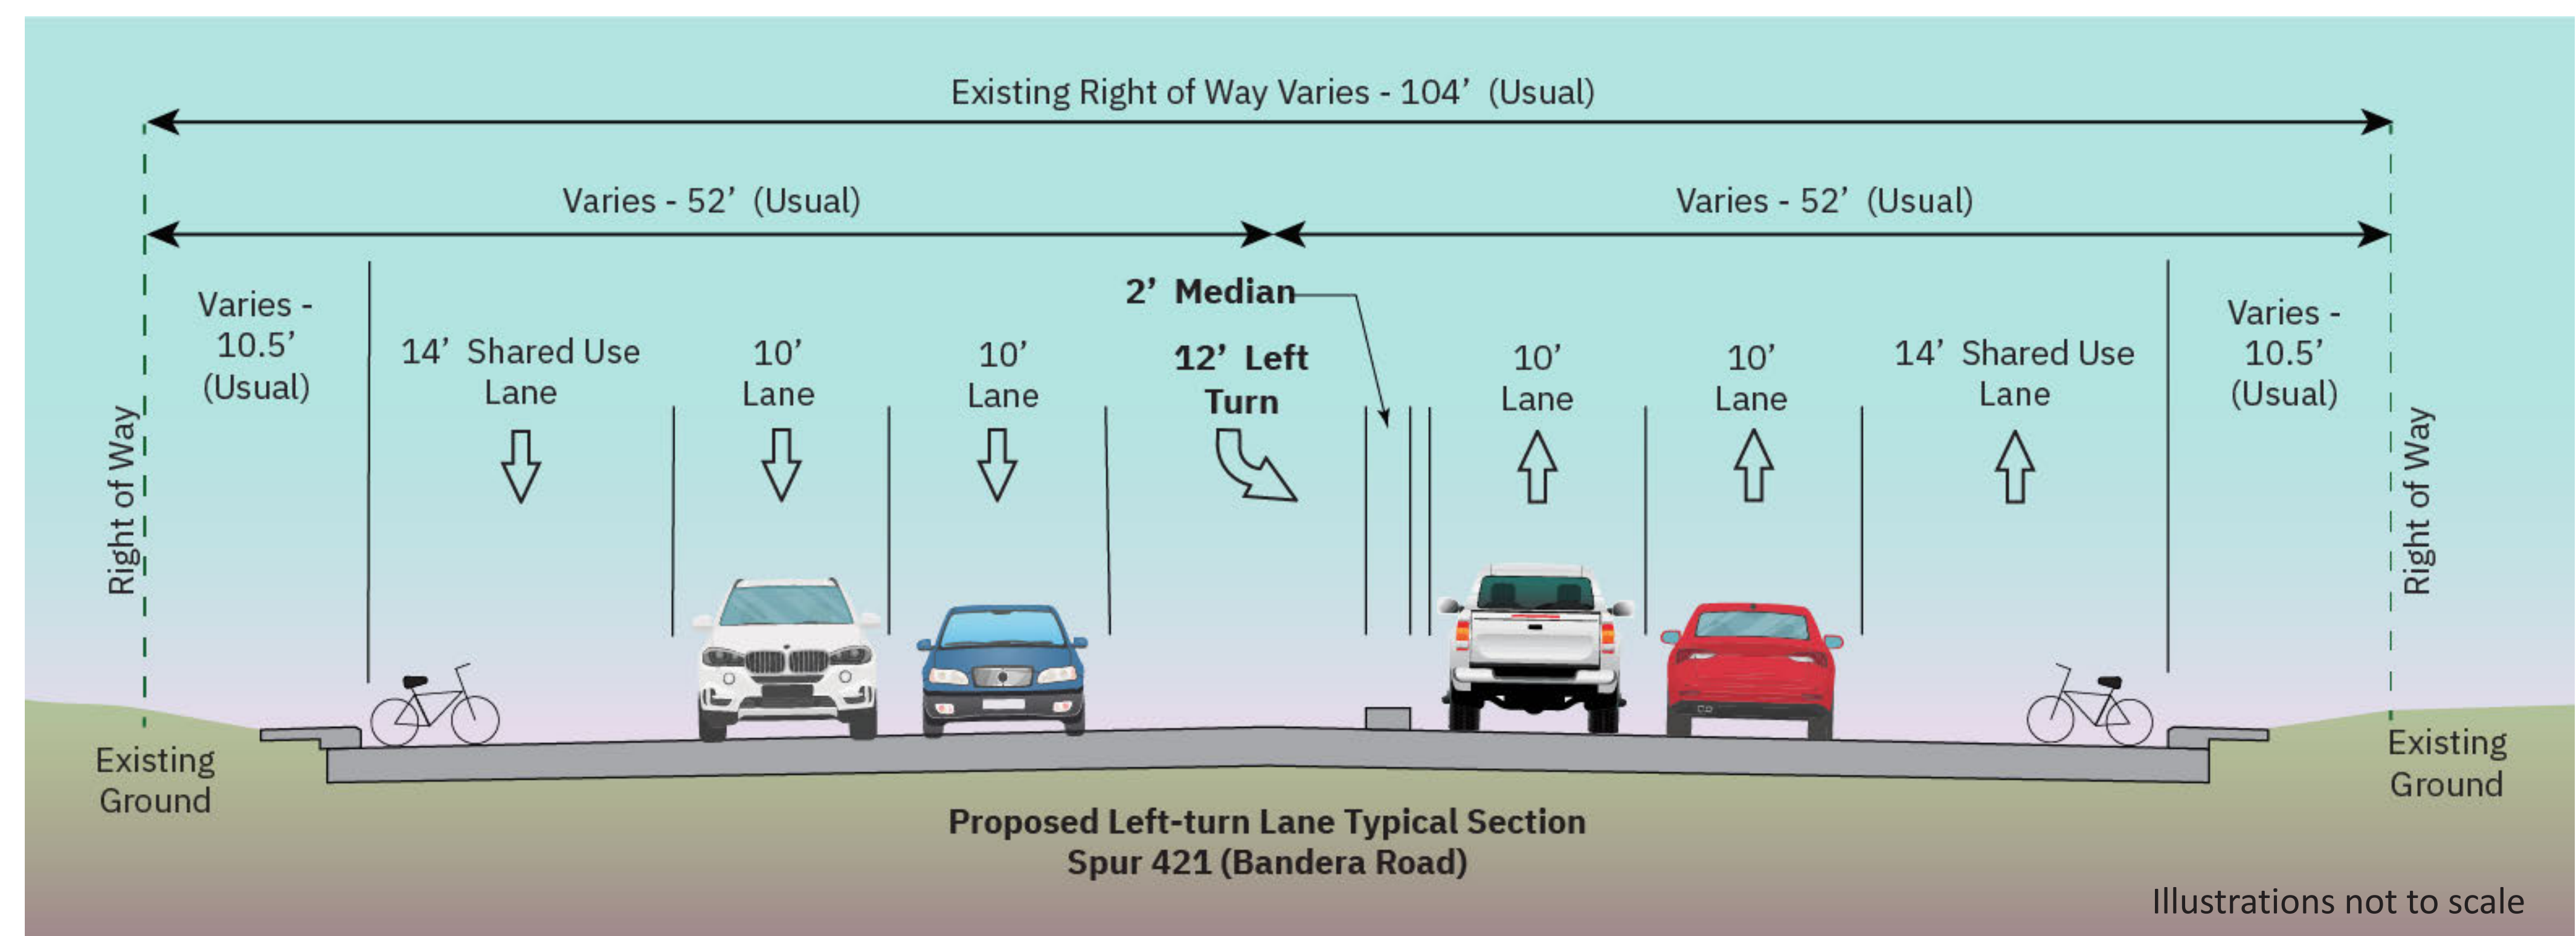 Existing Right of Way Varies - 104’ (Usual)
Varies - 52’ (Usual)
Varies - 52’ (Usual)
Varies -
10.5’
(Usual)
14’ Shared Use
Lane
10’
Lane
10’
Lane
2’ Median
12’ Left
Turn
10’
Lane
10’
Lane
14’ Shared Use
Lane
Varies -
10.5’
(Usual)
Right of Way
Right of Way
Existing
Ground
Existing
Ground
Proposed Left-turn Lane Typical Section
Spur 421 (Bandera Road)
Illustrations not to scale